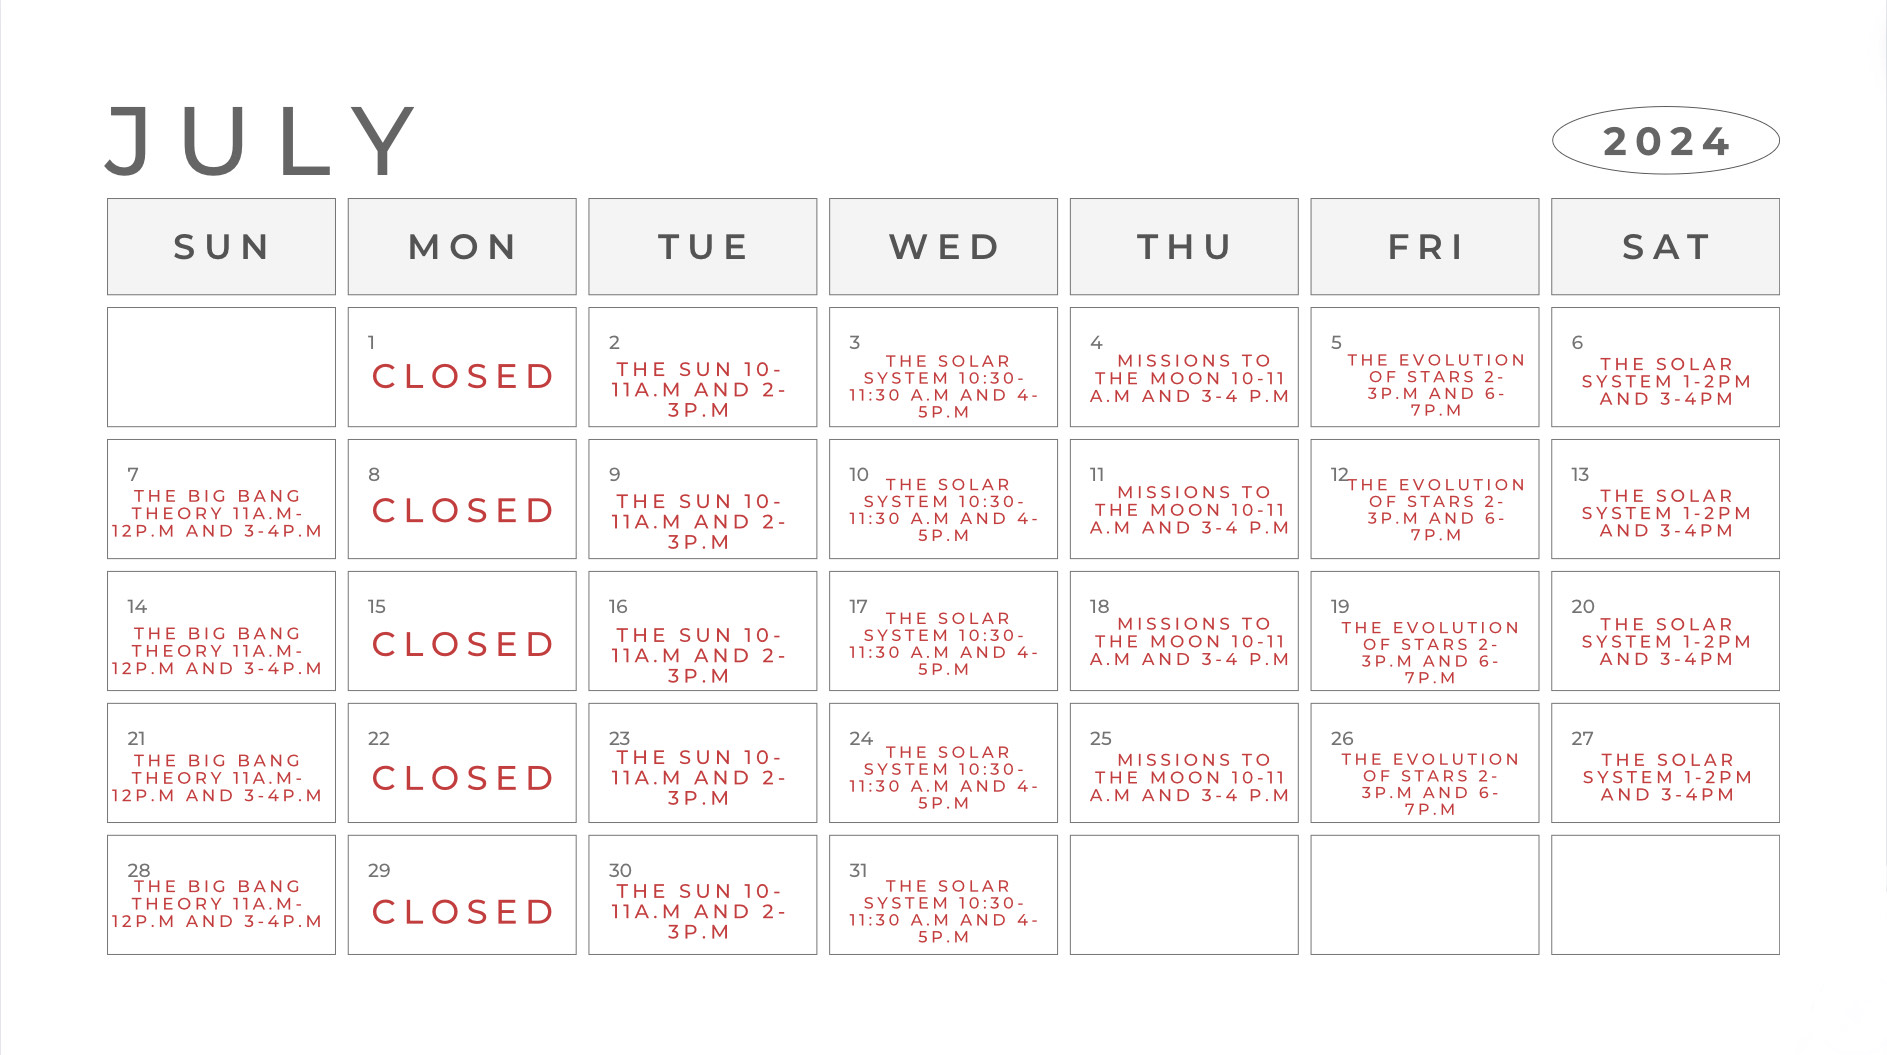 JULY
2024
SUN
MON
TUE
WED
THU
FRI
SAT
1
CLOSED
2
THE SUN 10-
11A.M AND 2-
3P.M
3
THE SOLAR
SYSTEM 10:30-
11:30 A.M AND 4-
5P.M
4
MISSIONS TO
THE MOON 10-11
A.M AND 3-4 P.M
5
THE EVOLUTION
OF STARS 2-
3P.M AND 6-
7P.M
6
THE SOLAR
SYSTEM 1-2PM
AND 3-4PM
7
THE BIG BANG
THEORY 11A.M-
12P.M AND 3-4P.M
8
CLOSED
9
THE SUN 10-
11A.M AND 2-
3P.M
10
THE SOLAR
SYSTEM 10:30-
11:30 A.M AND 4-
5P.M
11
MISSIONS TO
THE MOON 10-11
A.M AND 3-4 P.M
12
THE EVOLUTION
OF STARS 2-
3P.M AND 6-
7P.M
13
THE SOLAR
SYSTEM 1-2PM
AND 3-4PM
14
THE BIG BANG
THEORY 11A.M-
12P.M AND 3-4P.M
15
CLOSED
16
THE SUN 10-
11A.M AND 2-
3P.M
17
THE SOLAR
SYSTEM 10:30-
11:30 A.M AND 4-
5P.M
18
MISSIONS TO
THE MOON 10-11
A.M AND 3-4 P.M
19
THE EVOLUTION
OF STARS 2-
3P.M AND 6-
7P.M
20
THE SOLAR
SYSTEM 1-2PM
AND 3-4PM
21
THE BIG BANG
THEORY 11A.M-
12P.M AND 3-4P.M
22
CLOSED
23
THE SUN 10-
11A.M AND 2-
3P.M
24
THE SOLAR
SYSTEM 10:30-
11:30 A.M AND 4-
5P.M
25
MISSIONS TO
THE MOON 10-11
A.M AND 3-4 P.M
26
THE EVOLUTION
OF STARS 2-
3P.M AND 6-
7P.M
27
THE SOLAR
SYSTEM 1-2PM
AND 3-4PM
28
THE BIG BANG
THEORY 11A.M-
12P.M AND 3-4P.M
29
CLOSED
30
THE SUN 10-
11A.M AND 2-
3P.M
31
THE SOLAR
SYSTEM 10:30-
11:30 A.M AND 4-
5P.M